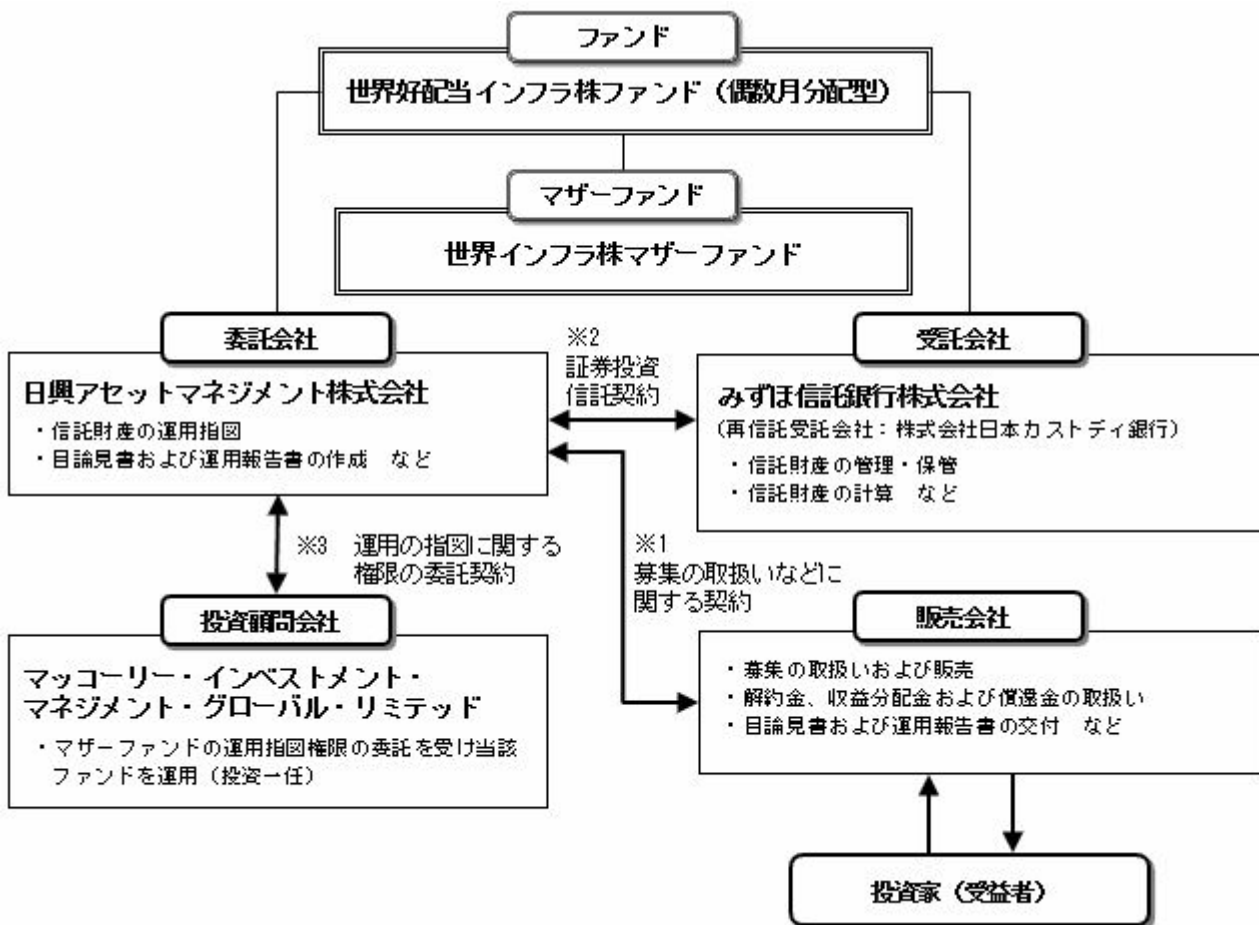 ファンド
世界好配当インフラ株ファンド（偶数月分配型）
マザーファンド
世界インフラ株マザーファンド
委託会社
日興アセットマネジメント株式会社
・信託財産の運用指図
・目論見書および運用報告書の作成　など
※2
証券投資
信託契約
受託会社
みずほ信託銀行株式会社
(再信託受託会社：株式会社日本カストディ銀行)
・信託財産の管理・保管
・信託財産の計算　など
※3　運用の指図に関する
権限の委託契約
※1
募集の取扱いなどに
関する契約
投資顧問会社
マッコーリー・インベストメント・
マネジメント・グローバル・リミテッド
・マザーファンドの運用指図権限の委託を受け当該
ファンドを運用（投資一任）
販売会社
・募集の取扱いおよび販売
・解約金、収益分配金および償還金の取扱い
・目論見書および運用報告書の交付　など
投資家（受益者）